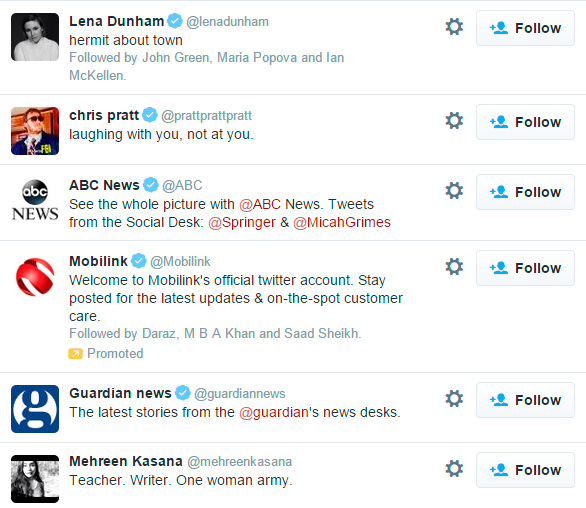 Lena Dunham @lenadunham
hermit about town
Followed by John Green, Maria Popova and Ian
McKellen.
Follow
chris pratt @prattprattpratt
laughing with you, not at you.
Follow
FBI
abc
NEWS
ABC News @ABC
See the whole picture with @ABC News. Tweets
from the Social Desk: @Springer & @MicahGrimes
Follow
Mobilink @Mobilink
Welcome to Mobilink's official twitter account. Stay
posted for the latest updates & on-the-spot customer
care.
Followed by Daraz, M B A Khan and Saad Sheikh.
Promoted
Follow
g
Guardian news @guardiannews
The latest stories from the @guardian's news desks.
Follow
Mehreen Kasana @mehreenkasana
Teacher. Writer. One woman army.
Follow